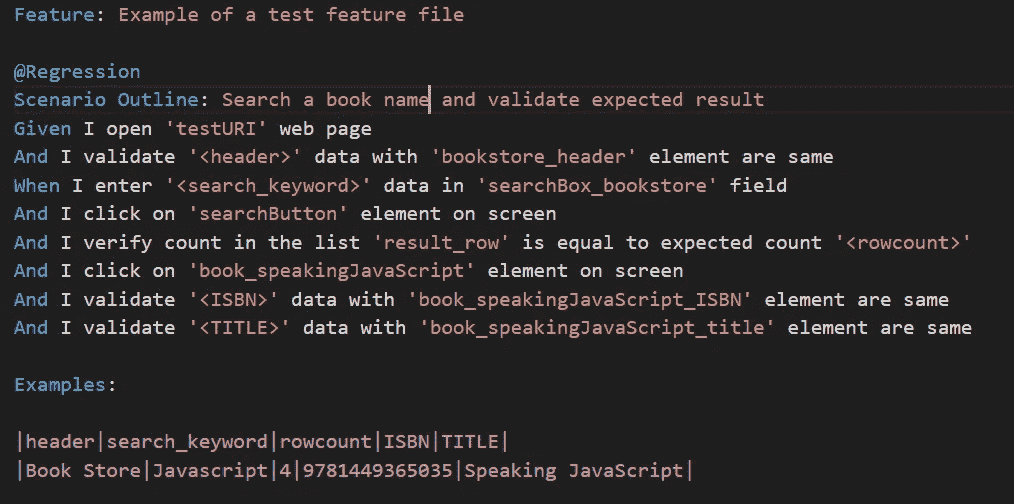 Feature: Example of a test feature file
@Regression
Scenario Outline: Search a book name and validate expected result
Given I open 'testURI' web page
And I validate '<header>' data with 'bookstore_header' element are same
When I enter '<search_keyword>' data in 'searchBox_bookstore' field
And I click on 'searchButton' element on screen
And I verify count in the list 'result_row' is equal to expected count '<rowcount>'
And I click on 'book_speakingJavaScript' element on screen
And I validate '<ISBN>' data with 'book_speakingJavaScript_ISBN' element are same
And I validate '<TITLE>' data with 'book_speakingJavaScript_title' element are same
Examples:
|header|search_keyword|rowcount|ISBN|TITLE|
|Book Store|Javascript|4|9781449365035|Speaking JavaScript|